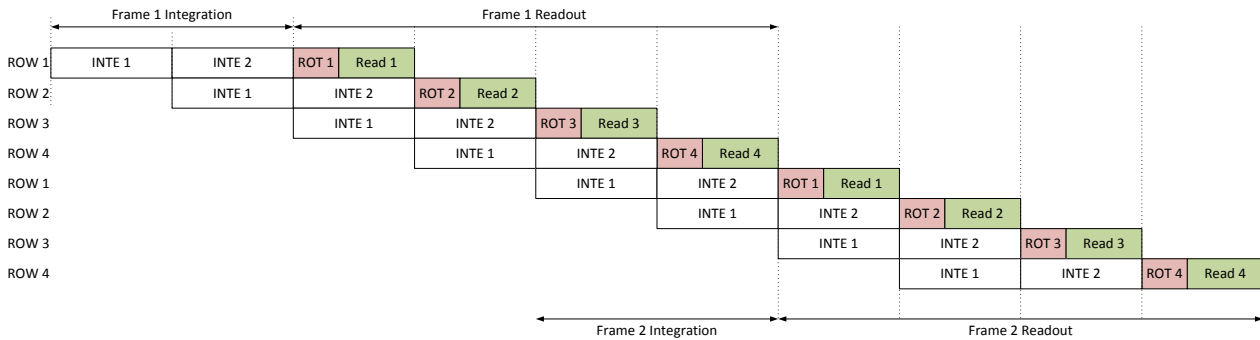 Frame 1 Integration Frame 1 Readout
ROW 1 INTE 1 INTE 2 ROT 1 Read 1
ROW 2 INTE 1 INTE 2 ROT 2 Read 2
ROW 3 INTE 1 INTE 2 ROT 3 Read 3
ROW 4 INTE 1 INTE 2 ROT 4 Read 4
ROW 1 INTE 1 INTE 2 ROT 1 Read 1
ROW 2 INTE 1 INTE 2 ROT 2 Read 2
ROW 3 INTE 1 INTE 2 ROT 3 Read 3
ROW 4 INTE 1 INTE 2 ROT 4 Read 4
Frame 2 Integration Frame 2 Readout